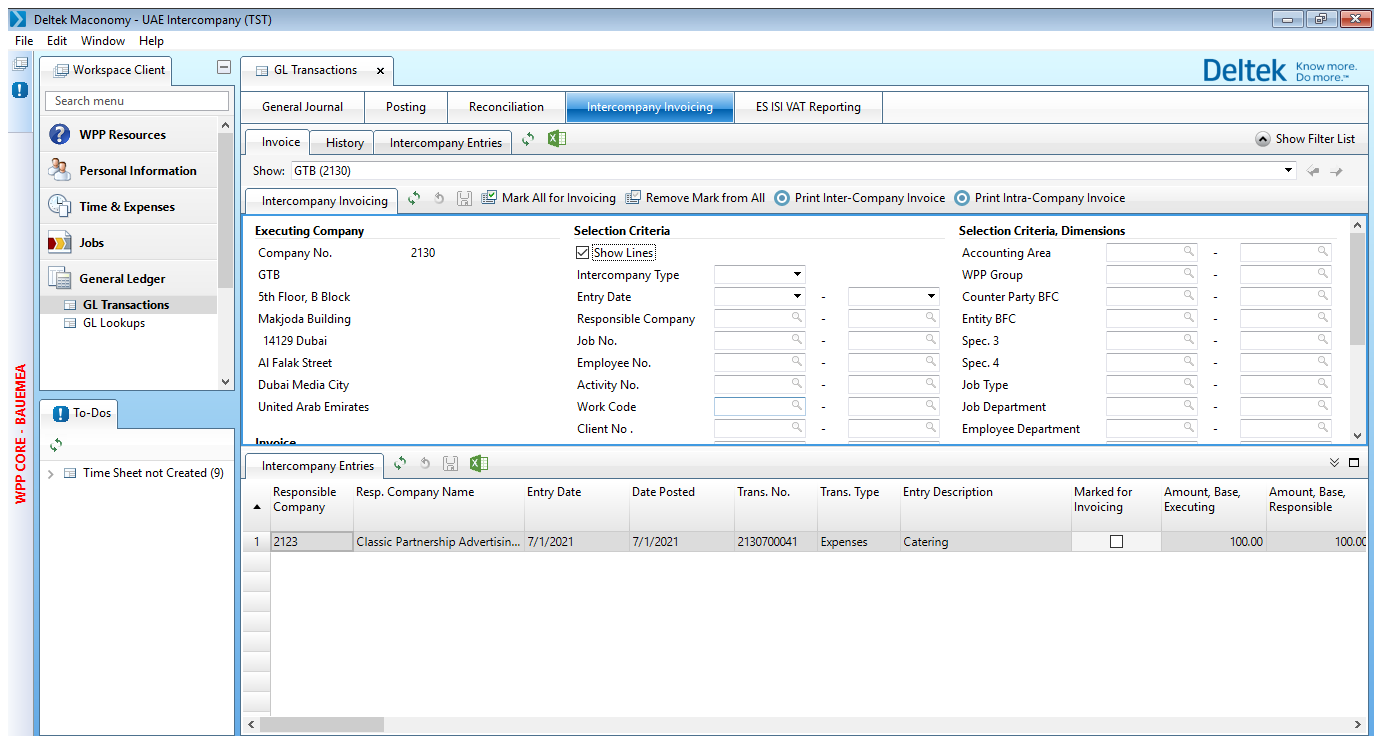 Deltek Maconomy - UAE Intercompany (TST)
File Edit Window Help
Workspace Client
GL Transactions
Deltek Know more. Do more.™
Search menu
WPP Resources
Personal Information
Time & Expenses
Jobs
General Ledger
GL Transactions
GL Lookups
WPP CORE - BAUEMEA
To-Dos
Time Sheet not Created (9)
General Journal Posting Reconciliation Intercompany Invoicing ES ISI VAT Reporting
Invoice History Intercompany Entries Show Filter List
Show: GTB (2130)
Intercompany Invoicing Mark All for Invoicing Remove Mark from All Print Inter-Company Invoice Print Intra-Company Invoice
Executing Company
Company No. 2130
GTB
5th Floor, B Block
Makjoda Building
14129 Dubai
Al Falak Street
Dubai Media City
United Arab Emirates
Invoice
Selection Criteria
Show Lines
Intercompany Type
Entry Date -
Responsible Company -
Job No. -
Employee No. -
Activity No. -
Work Code -
Client No . -
Selection Criteria, Dimensions
Accounting Area -
WPP Group -
Counter Party BFC -
Entity BFC -
Spec. 3 -
Spec. 4 -
Job Type -
Job Department -
Employee Department -
Intercompany Entries
Responsible Company Resp. Company Name Entry Date Date Posted Trans. No. Trans. Type Entry Description Marked for Invoicing Amount, Base, Executing Amount, Base, Responsible
1 2123 Classic Partnership Advertisin... 7/1/2021 7/1/2021 2130700041 Expenses Catering 100.00 100.00